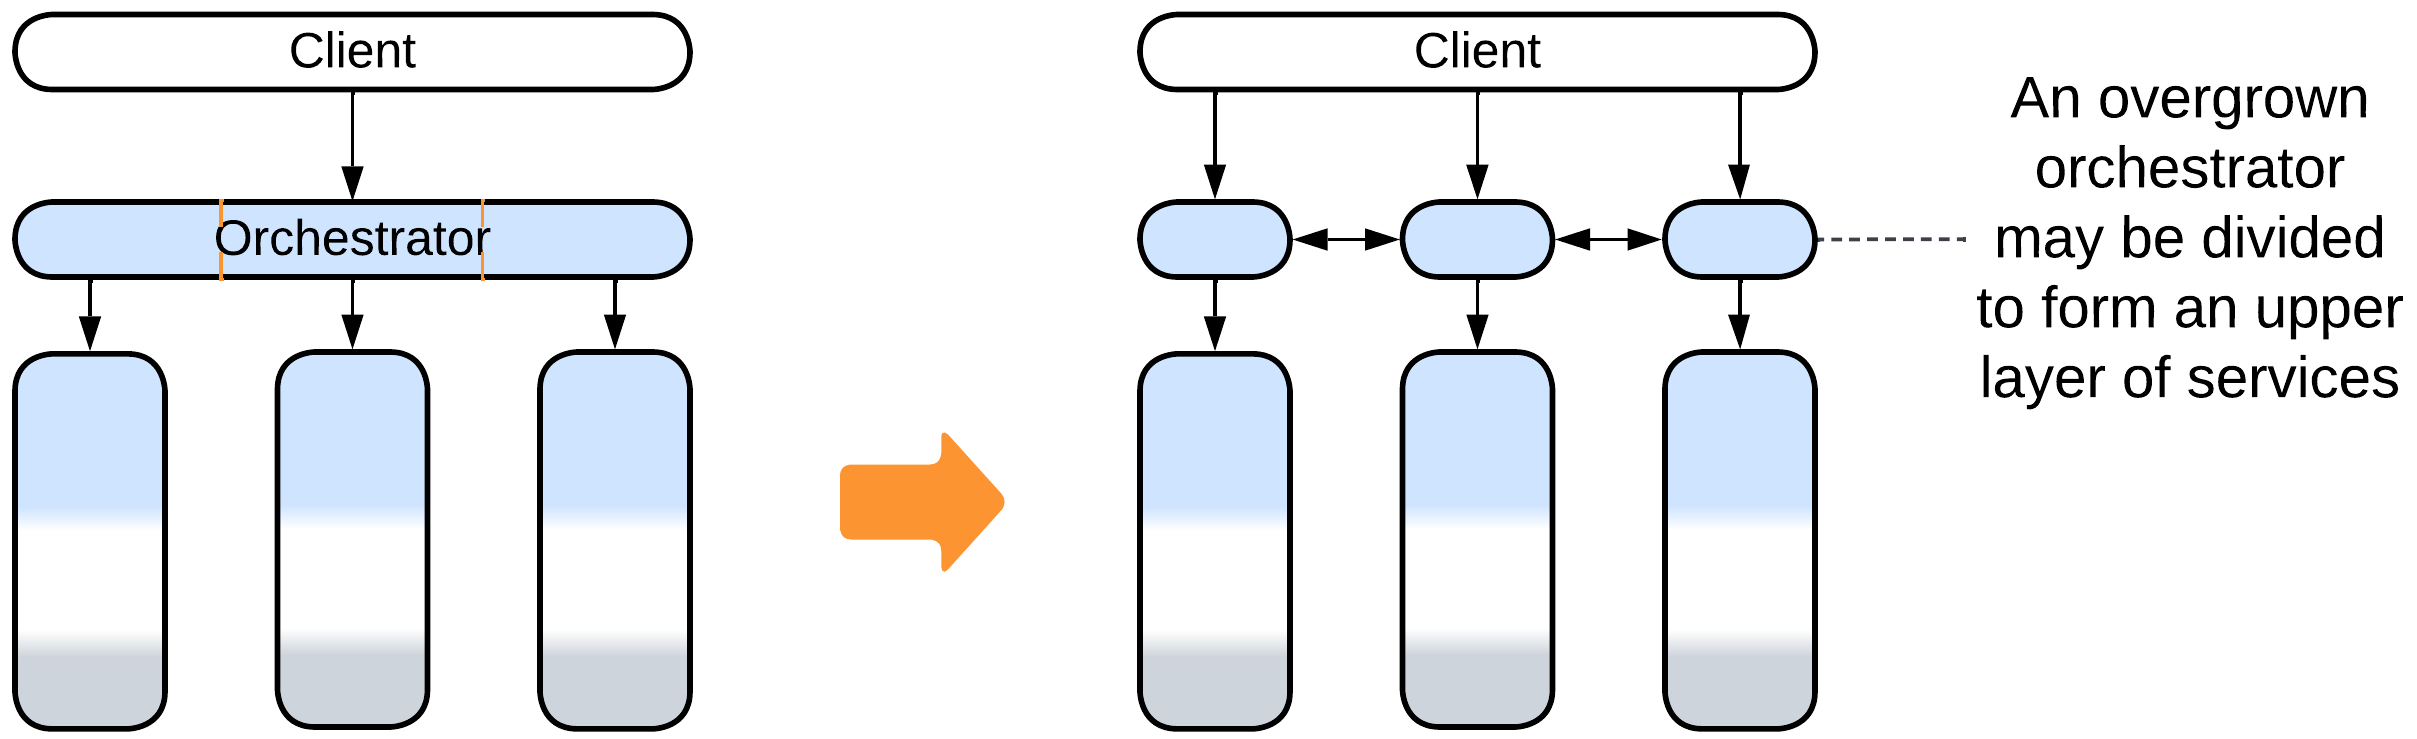 Client
Orchestrator
Client
An overgrown
orchestrator
may be divided
to form an upper
layer of services